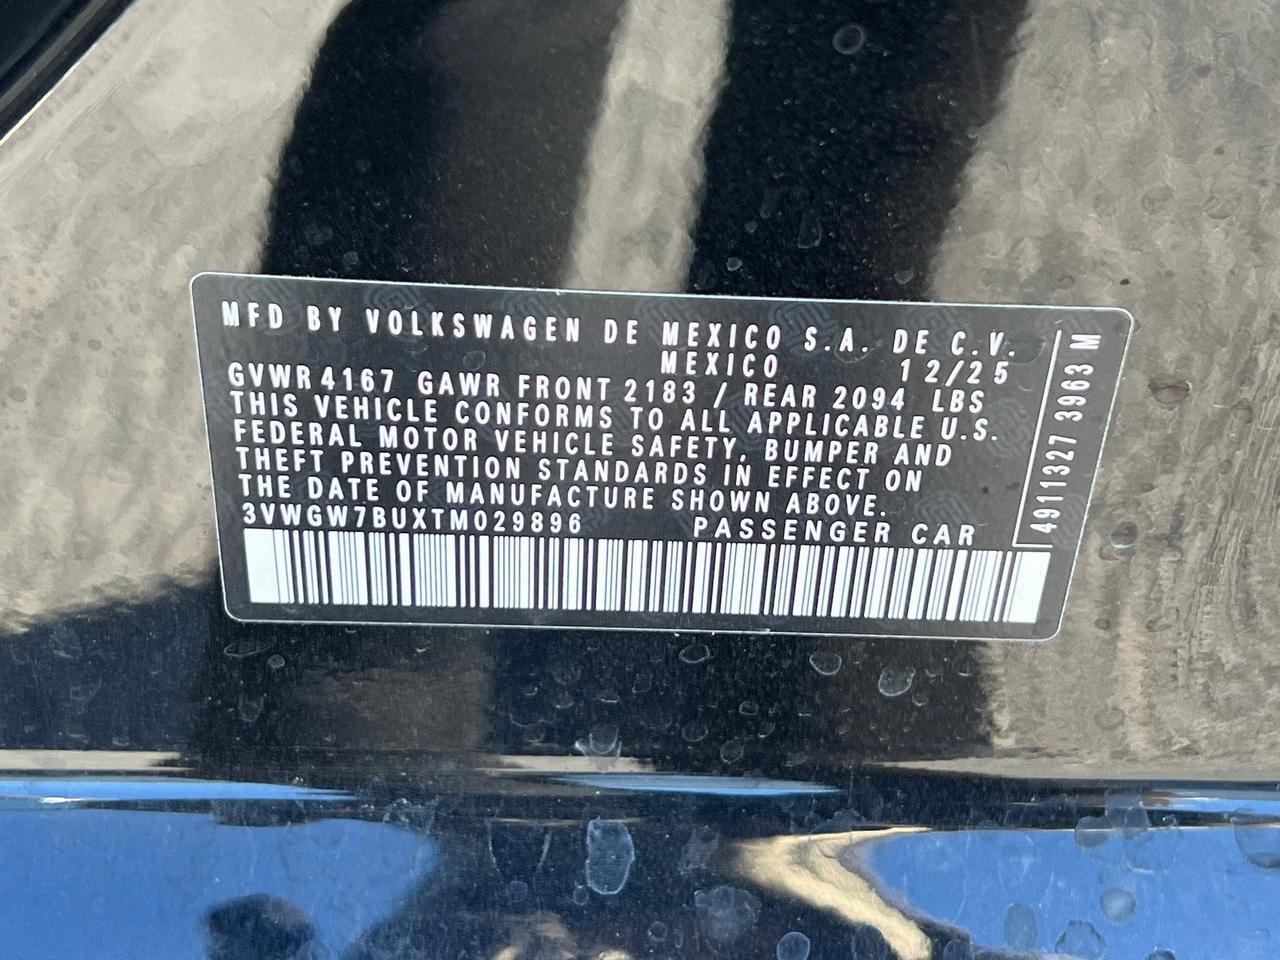 MFD BY VOLKSWAGEN DE MEXICO S.A. DE C.V.
MEXICO 12/25
GVWR 4167 GAWR FRONT 2183 / REAR 2094 LBS
THIS VEHICLE CONFORMS TO ALL APPLICABLE U.S.
FEDERAL MOTOR VEHICLE SAFETY, BUMPER AND
THEFT PREVENTION STANDARDS IN EFFECT ON
THE DATE OF MANUFACTURE SHOWN ABOVE.
3VWGW7BUXTM029896 PASSENGER CAR
4911327 3963 M